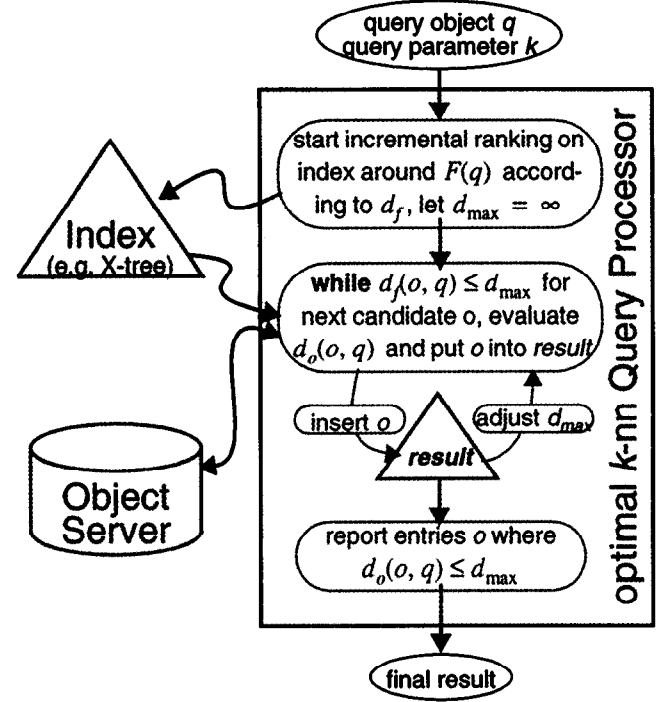 query object q
query parameter k
start incremental ranking on
index around F(q) accord-
ing to d_f, let d_max = ∞
Index
(e.g. X-tree)
while d_f(o, q) ≤ d_max for
next candidate o, evaluate
d_o(o, q) and put o into result
insert o
adjust d_max
result
Object
Server
report entries o where
d_o(o, q) ≤ d_max
final result
optimal k-nn Query Processor